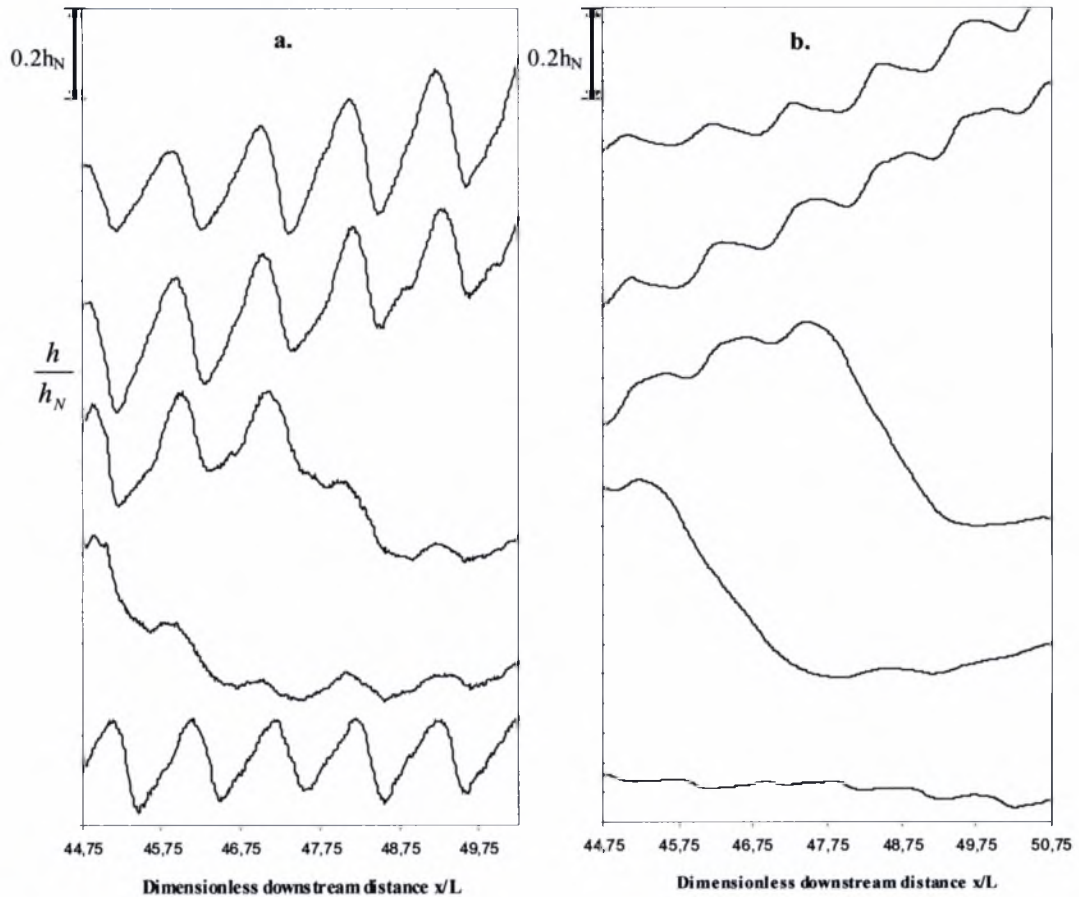 0.2h_N
a.
0.2h_N
b.
h
h_N
44,75 45,75 46,75 47,75 48,75 49,75
Dimensionless downstream distance x/L
44,75 45,75 46,75 47,75 48,75 49,75 50,75
Dimensionless downstream distance x/L